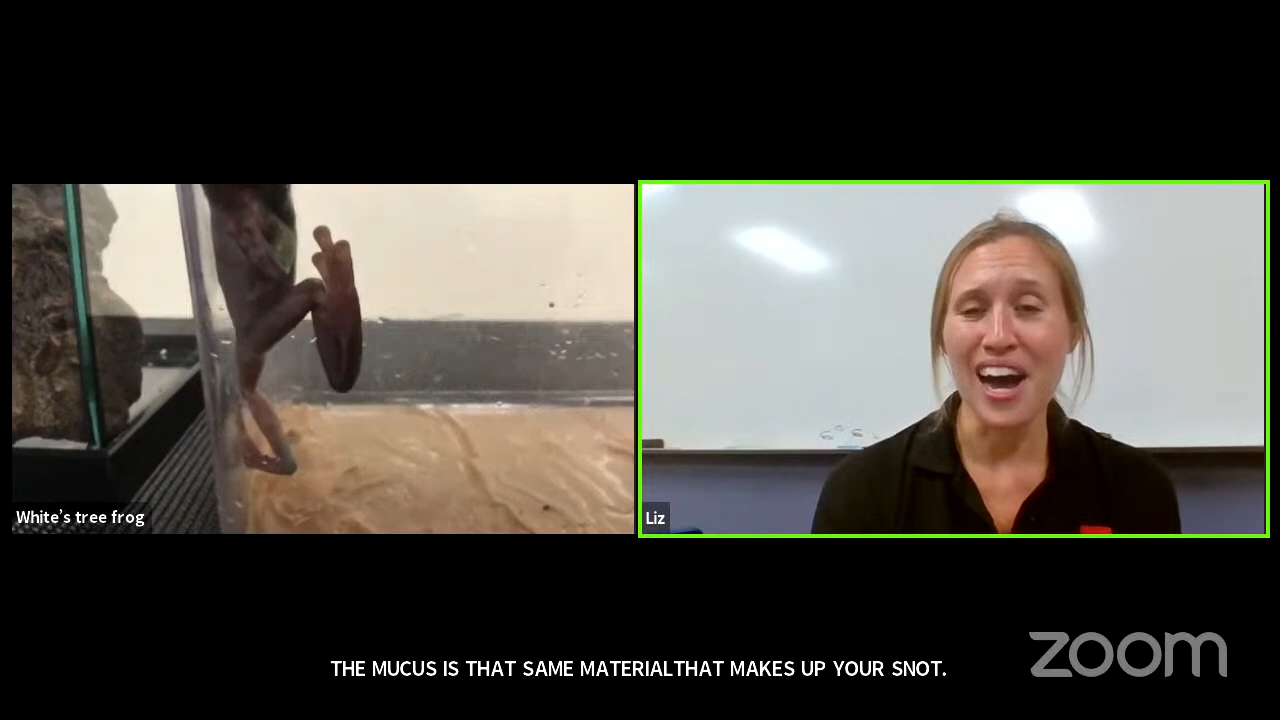 White's tree frog
Liz
THE MUCUS IS THAT SAME MATERIALTHAT MAKES UP YOUR SNOT.
zoom